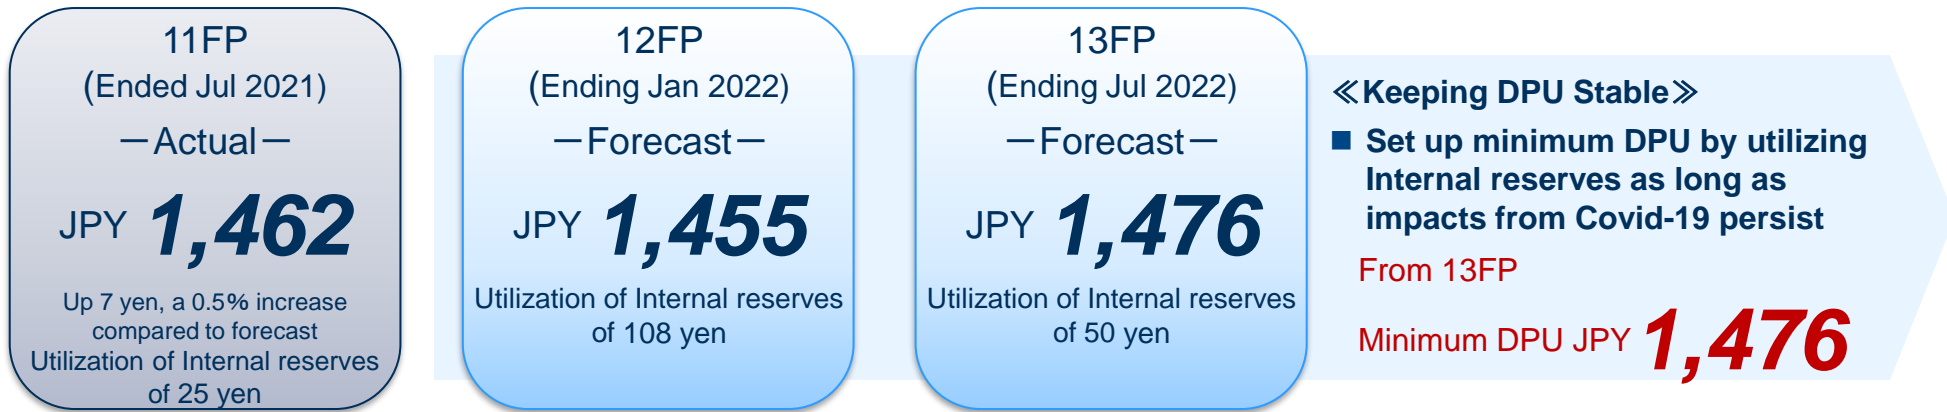 11FP
(Ended Jul 2021)
－Actual－
JPY 1,462
Up 7 yen, a 0.5% increase
compared to forecast
Utilization of Internal reserves
of 25 yen
12FP
(Ending Jan 2022)
－Forecast－
JPY 1,455
Utilization of Internal reserves
of 108 yen
13FP
(Ending Jul 2022)
－Forecast－
JPY 1,476
Utilization of Internal reserves
of 50 yen
≪Keeping DPU Stable≫
■ Set up minimum DPU by utilizing
Internal reserves as long as
impacts from Covid-19 persist
From 13FP
Minimum DPU JPY 1,476